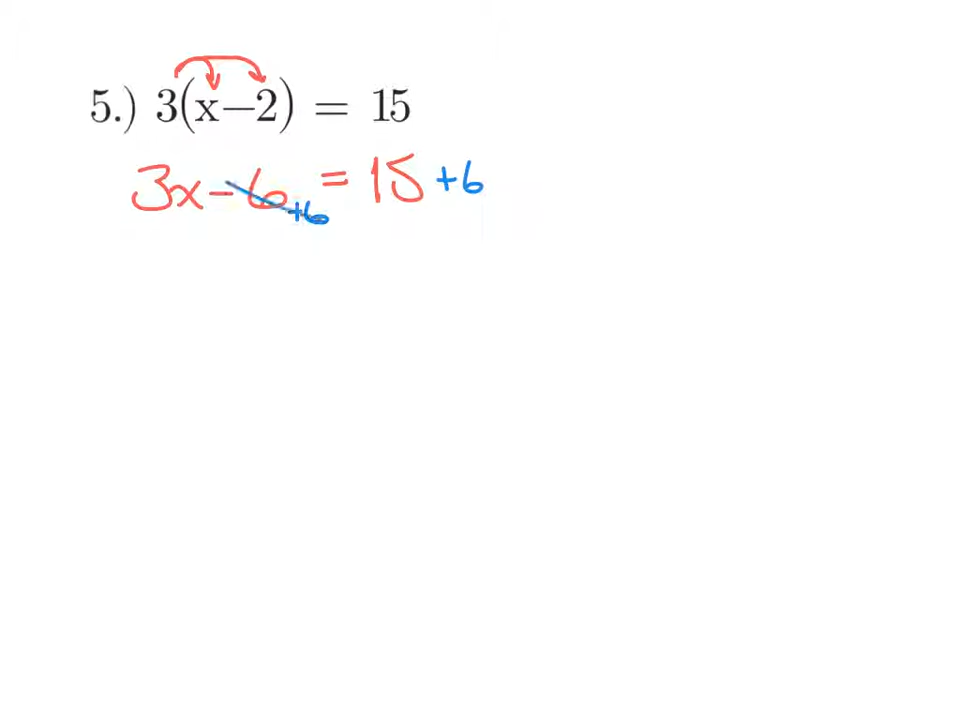 5.) 3(x−2) = 15
3x−6+6 = 15+6